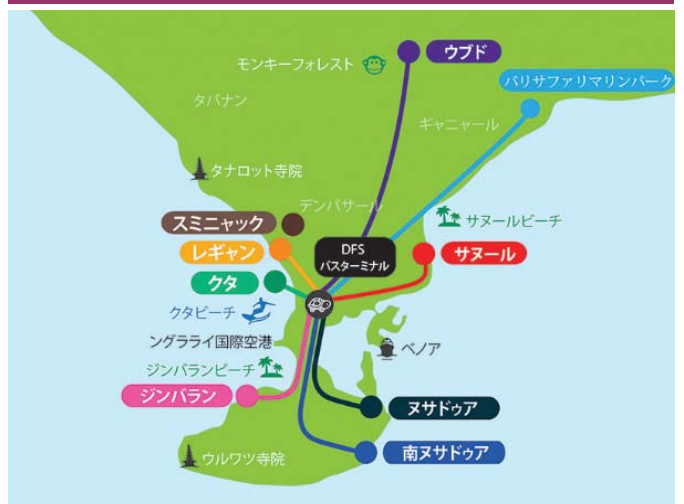 ウブド
モンキーフォレスト
バリサファリマリンパーク
タバナン
ギャニャール
タナロット寺院
デンパサール
スミニャック
サヌールビーチ
レギャン
DFS
バスターミナル
サヌール
クタ
クタビーチ
ングラライ国際空港
ベノア
ジンバランビーチ
ジンバラン
ヌサドゥア
南ヌサドゥア
ウルワツ寺院